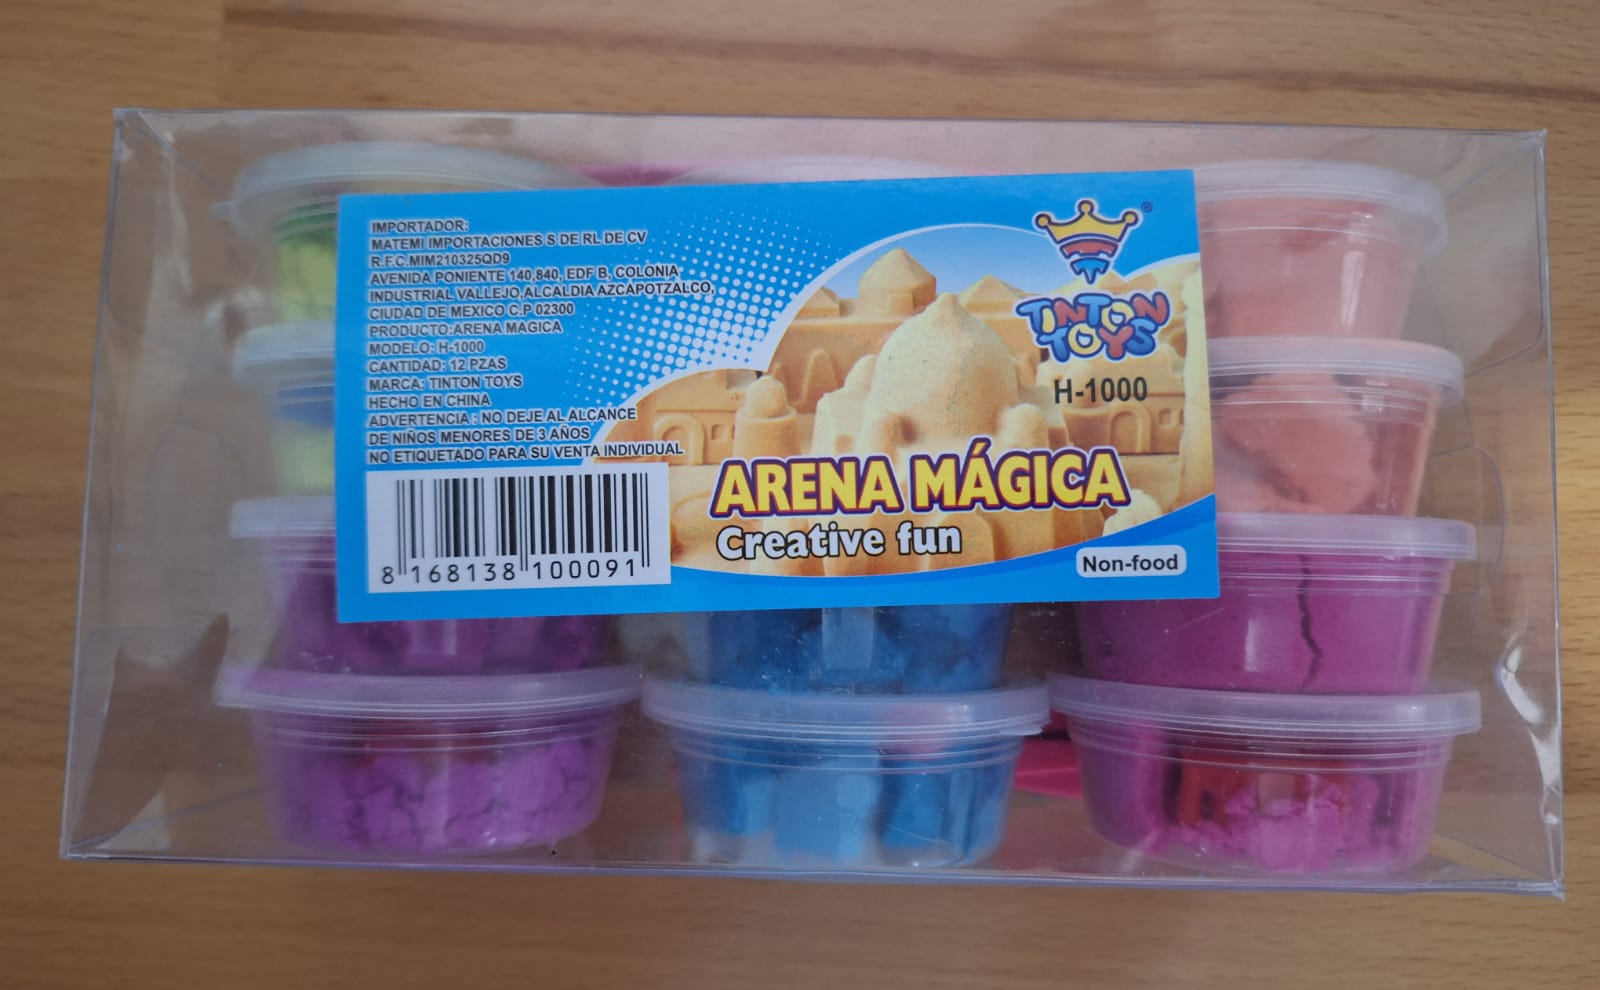 IMPORTADOR:
MATEMI IMPORTACIONES S DE RL DE CV
R.F.C.MIM210325QD9
AVENIDA PONIENTE 140,840, EDF B, COLONIA
INDUSTRIAL VALLEJO,ALCALDIA AZCAPOTZALCO,
CIUDAD DE MEXICO C.P 02300
PRODUCTO:ARENA MAGICA
MODELO: H-1000
CANTIDAD: 12 PZAS
MARCA: TINTON TOYS
HECHO EN CHINA
ADVERTENCIA : NO DEJE AL ALCANCE
DE NIÑOS MENORES DE 3 AÑOS
NO ETIQUETADO PARA SU VENTA INDIVIDUAL
8 168138 100091
®
TINTON
TOYS
H-1000
ARENA MÁGICA
Creative fun
Non-food